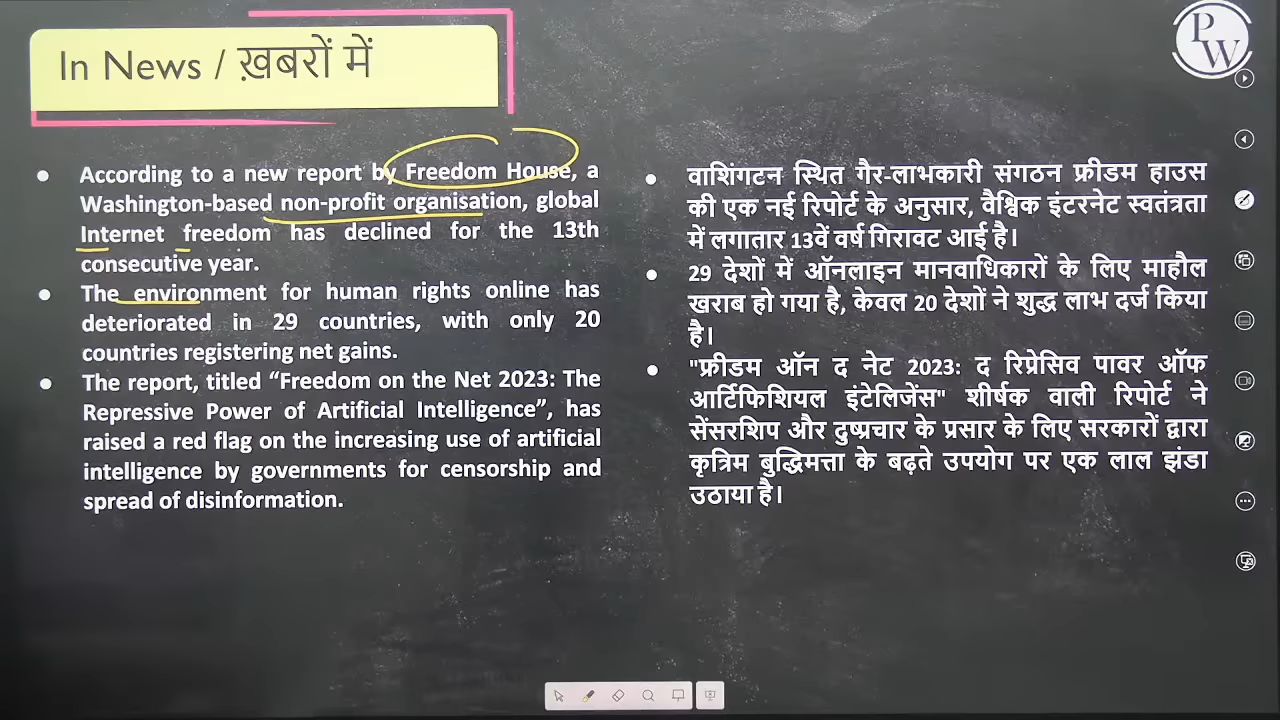 In News / ख़बरों में
PW
● According to a new report by Freedom House, a
Washington-based non-profit organisation, global
Internet freedom has declined for the 13th
consecutive year.
● The environment for human rights online has
deteriorated in 29 countries, with only 20
countries registering net gains.
● The report, titled “Freedom on the Net 2023: The
Repressive Power of Artificial Intelligence”, has
raised a red flag on the increasing use of artificial
intelligence by governments for censorship and
spread of disinformation.
● वाशिंगटन स्थित गैर-लाभकारी संगठन फ्रीडम हाउस
की एक नई रिपोर्ट के अनुसार, वैश्विक इंटरनेट स्वतंत्रता
में लगातार 13वें वर्ष गिरावट आई है।
● 29 देशों में ऑनलाइन मानवाधिकारों के लिए माहौल
खराब हो गया है, केवल 20 देशों ने शुद्ध लाभ दर्ज किया
है।
● "फ्रीडम ऑन द नेट 2023: द रिप्रेसिव पावर ऑफ
आर्टिफिशियल इंटेलिजेंस" शीर्षक वाली रिपोर्ट ने
सेंसरशिप और दुष्प्रचार के प्रसार के लिए सरकारों द्वारा
कृत्रिम बुद्धिमत्ता के बढ़ते उपयोग पर एक लाल झंडा
उठाया है।